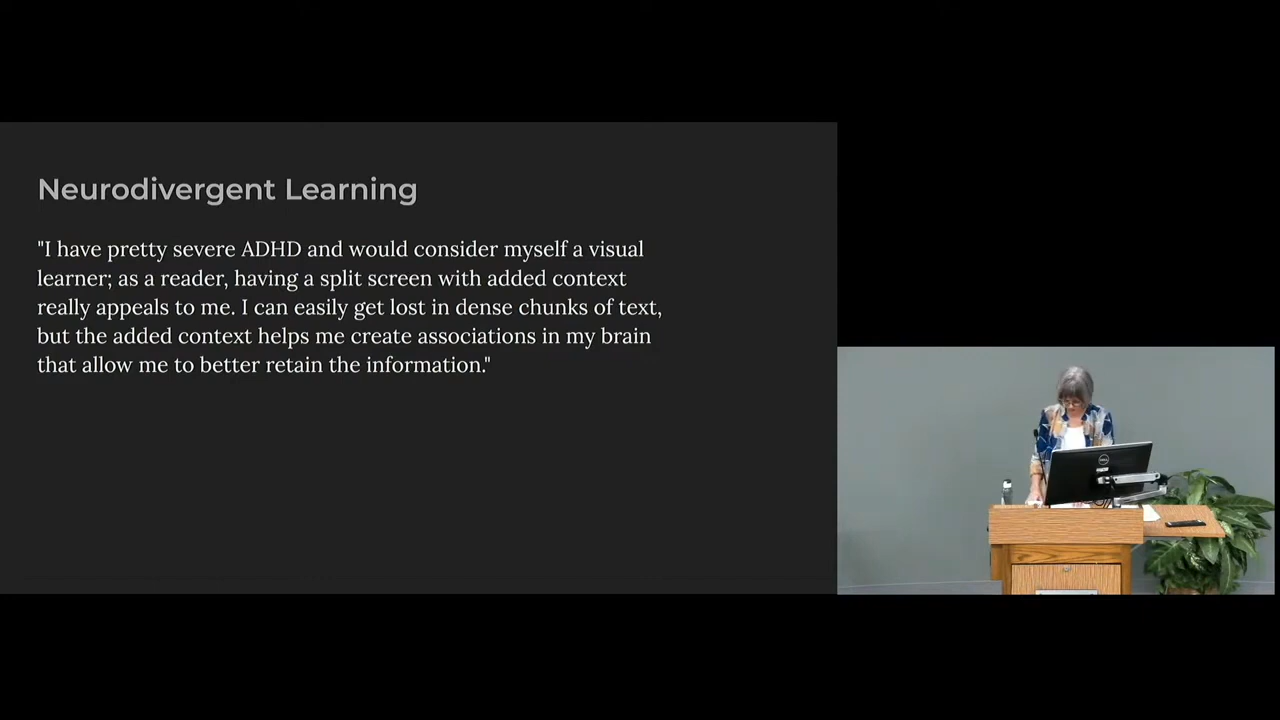 Neurodivergent Learning
"I have pretty severe ADHD and would consider myself a visual
learner; as a reader, having a split screen with added context
really appeals to me. I can easily get lost in dense chunks of text,
but the added context helps me create associations in my brain
that allow me to better retain the information."
DELL